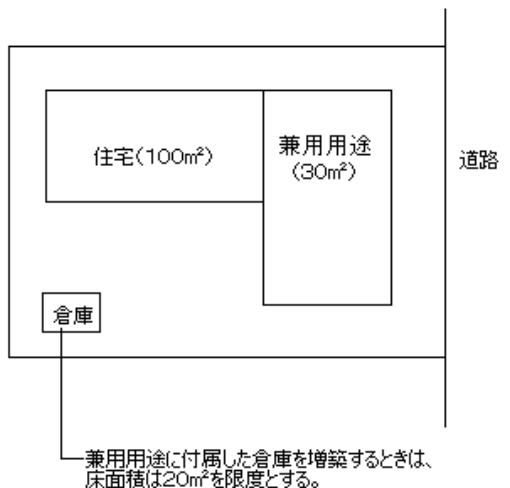 住宅(100㎡)
兼用用途
(30㎡)
道路
倉庫
兼用用途に付属した倉庫を増築するときは、
床面積は20㎡を限度とする。